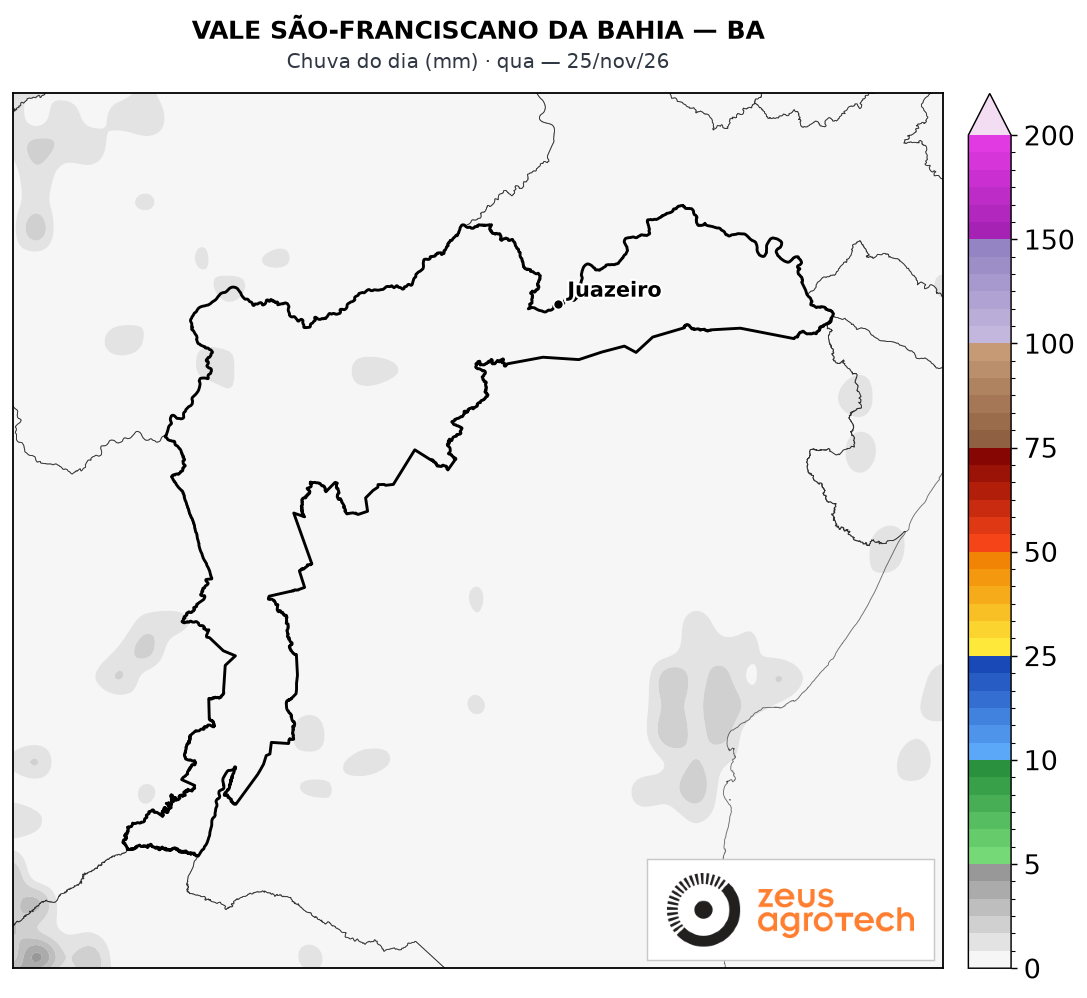 VALE SÃO-FRANCISCANO DA BAHIA — BA
Chuva do dia (mm) · qua — 25/nov/26
Juazeiro
200
150
100
75
50
25
10
5
0
zeus
agrotech